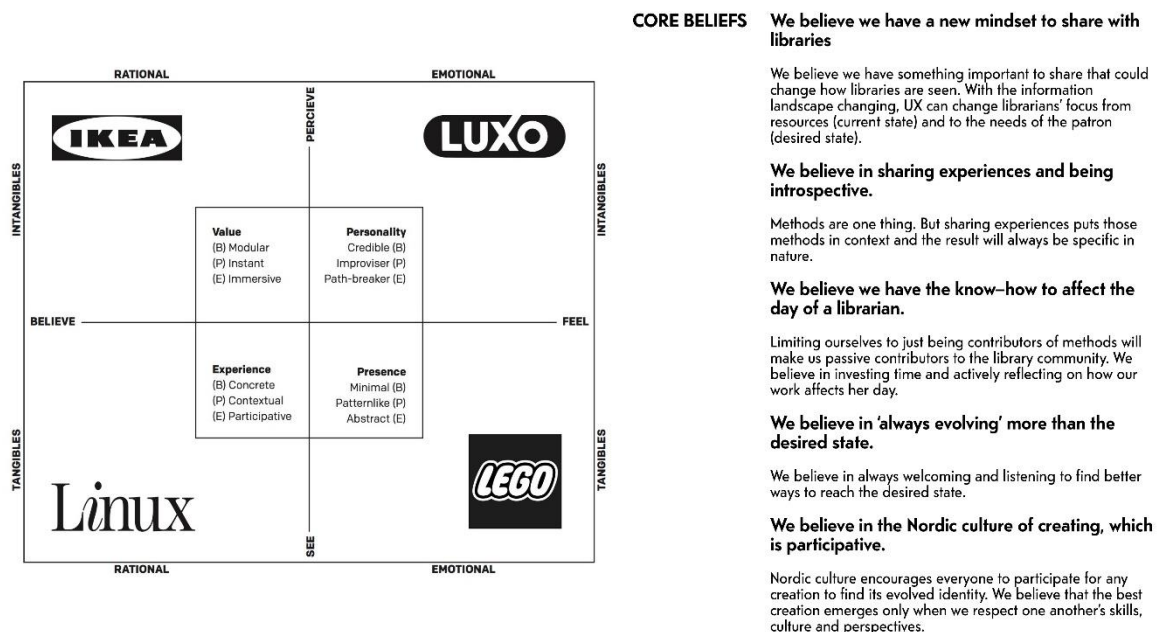 RATIONAL
EMOTIONAL
INTANGIBLES
IKEA
PERCIEVE
LUXO
INTANGIBLES
Value
(B) Modular
(P) Instant
(E) Immersive
Personality
Credible (B)
Improviser (P)
Path-breaker (E)
BELIEVE
FEEL
Experience
(B) Concrete
(P) Contextual
(E) Participative
Presence
Minimal (B)
Patternlike (P)
Abstract (E)
TANGIBLES
Linux
SEE
LEGO
TANGIBLES
RATIONAL
EMOTIONAL
CORE BELIEFS
We believe we have a new mindset to share with
libraries
We believe we have something important to share that could
change how libraries are seen. With the information
landscape changing, UX can change librarians' focus from
resources (current state) and to the needs of the patron
(desired state).
We believe in sharing experiences and being
introspective.
Methods are one thing. But sharing experiences puts those
methods in context and the result will always be specific in
nature.
We believe we have the know–how to affect the
day of a librarian.
Limiting ourselves to just being contributors of methods will
make us passive contributors to the library community. We
believe in investing time and actively reflecting on how our
work affects her day.
We believe in 'always evolving' more than the
desired state.
We believe in always welcoming and listening to find better
ways to reach the desired state.
We believe in the Nordic culture of creating, which
is participative.
Nordic culture encourages everyone to participate for any
creation to find its evolved identity. We believe that the best
creation emerges only when we respect one another's skills,
culture and perspectives.